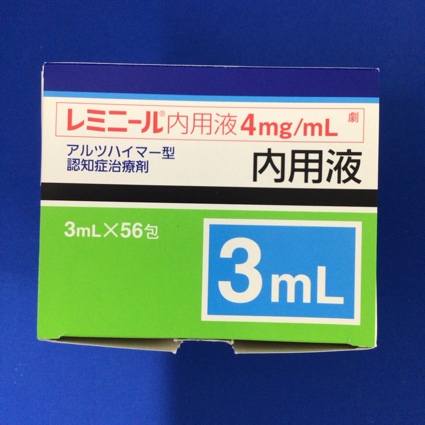 レミニール®内用液4mg/mL 劇
アルツハイマー型
認知症治療剤
内用液
3mL×56包
3mL